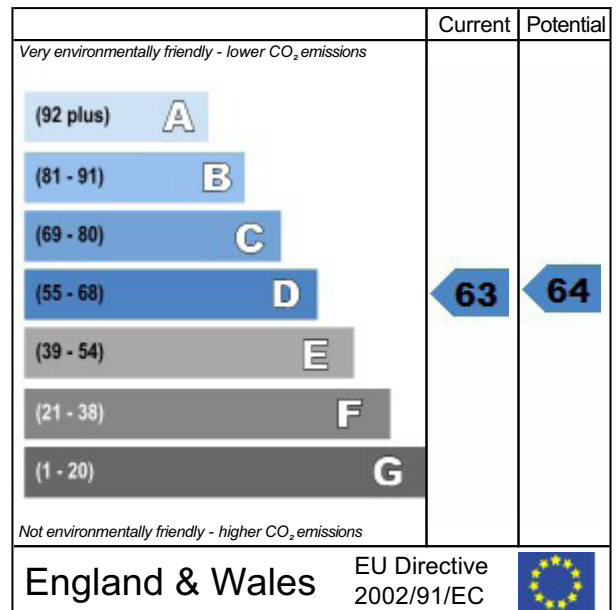 Current Potential
Very environmentally friendly - lower CO₂ emissions
(92 plus) A
(81 - 91) B
(69 - 80) C
(55 - 68) D 63 64
(39 - 54) E
(21 - 38) F
(1 - 20) G
Not environmentally friendly - higher CO₂ emissions
England & Wales
EU Directive
2002/91/EC